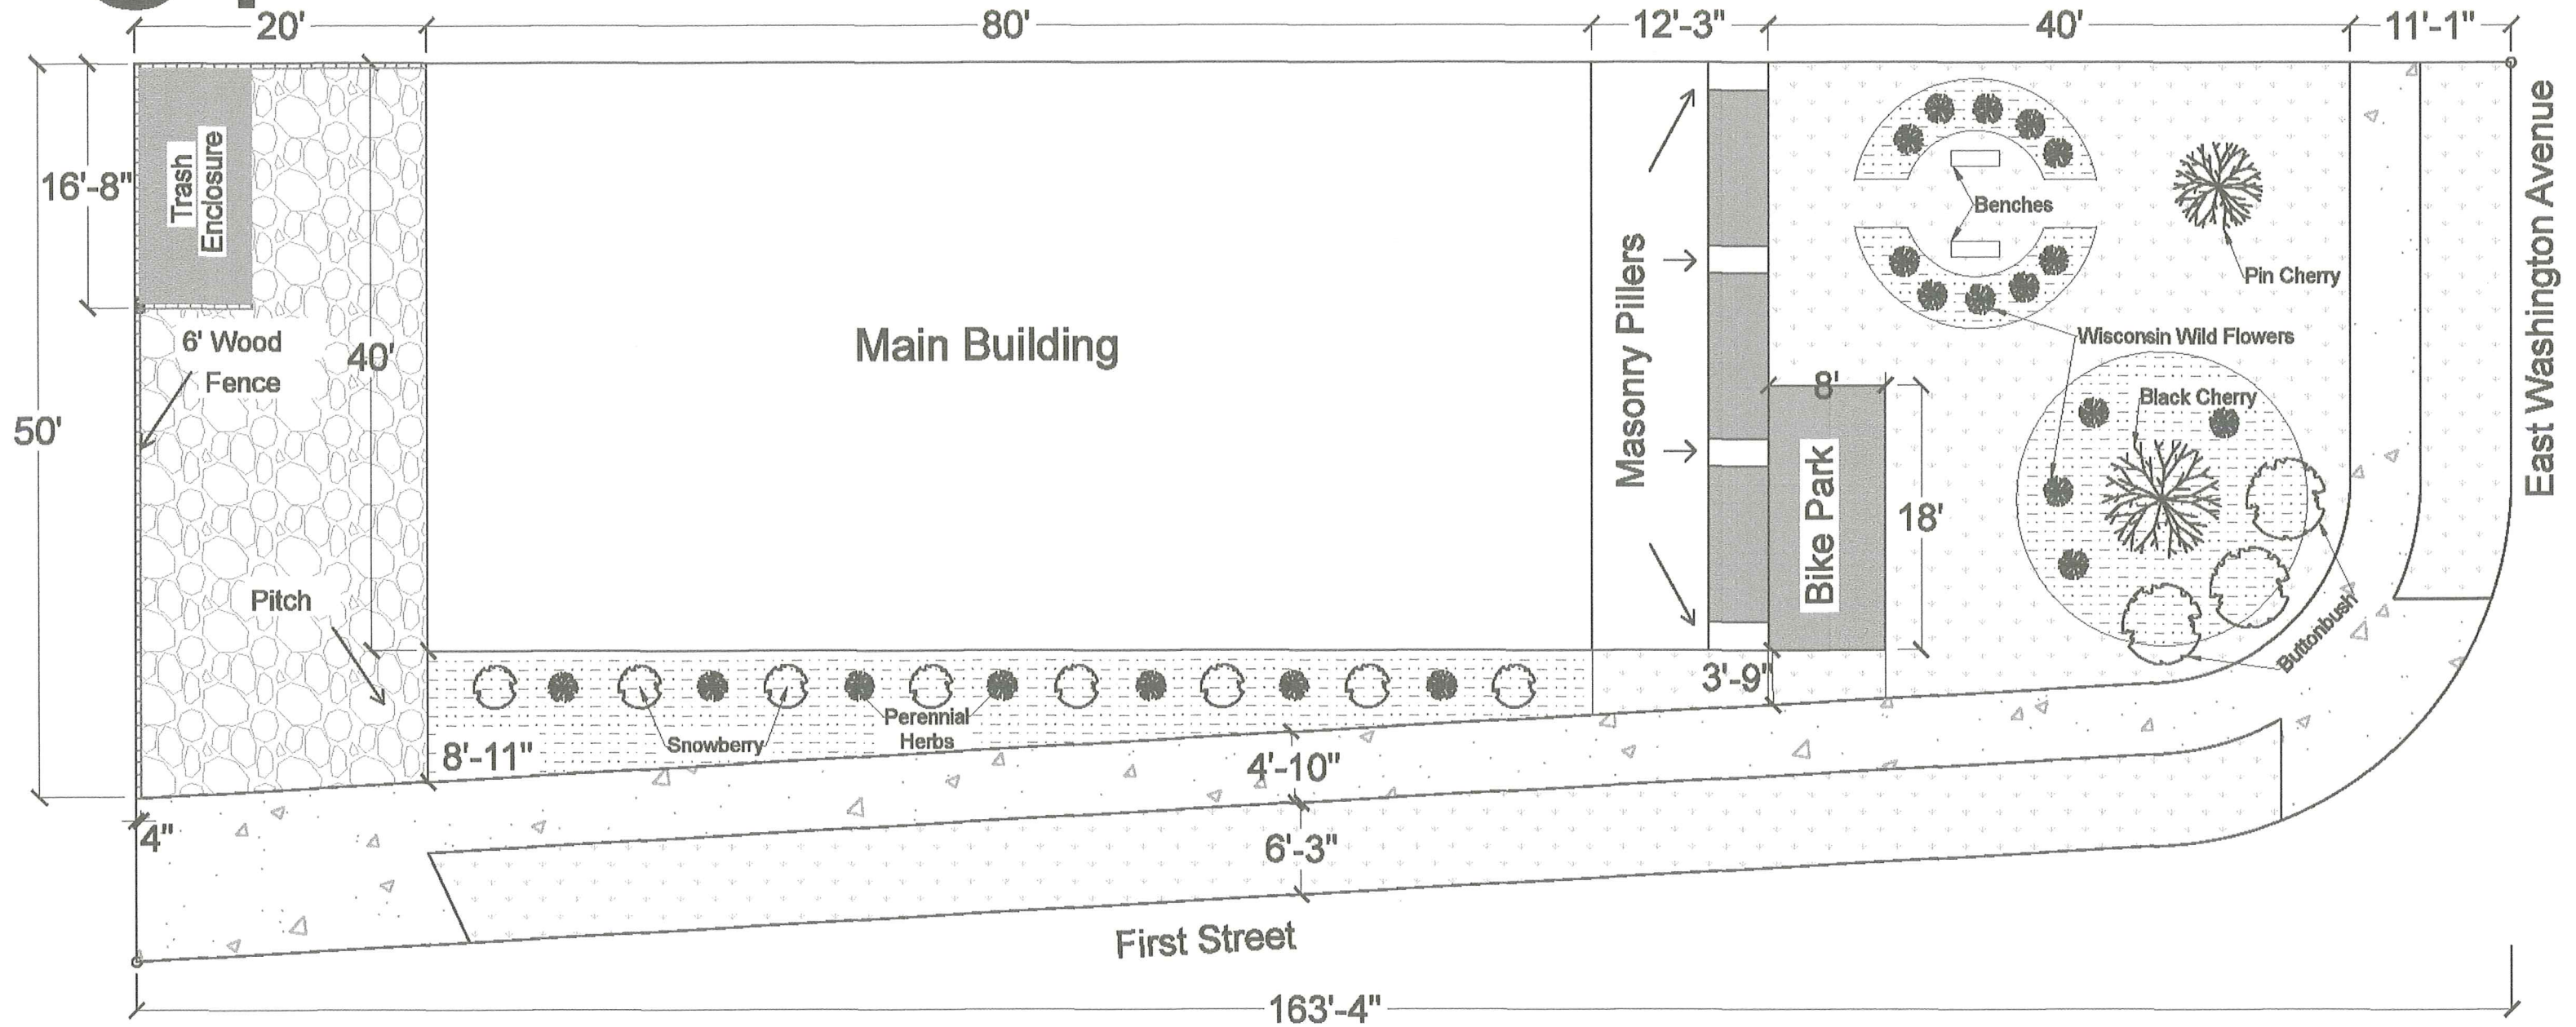 20'
80'
12'-3"
40'
11'-1"
16'-8"
50'
Trash
Enclosure
6' Wood
Fence
40'
Pitch
Main Building
Masonry Pillers
Benches
Pin Cherry
Wisconsin Wild Flowers
Black Cherry
8'
Bike Park
18'
Buttonbush
East Washington Avenue
3'-9"
Snowberry
Perennial
Herbs
8'-11"
4'-10"
4"
6'-3"
First Street
163'-4"